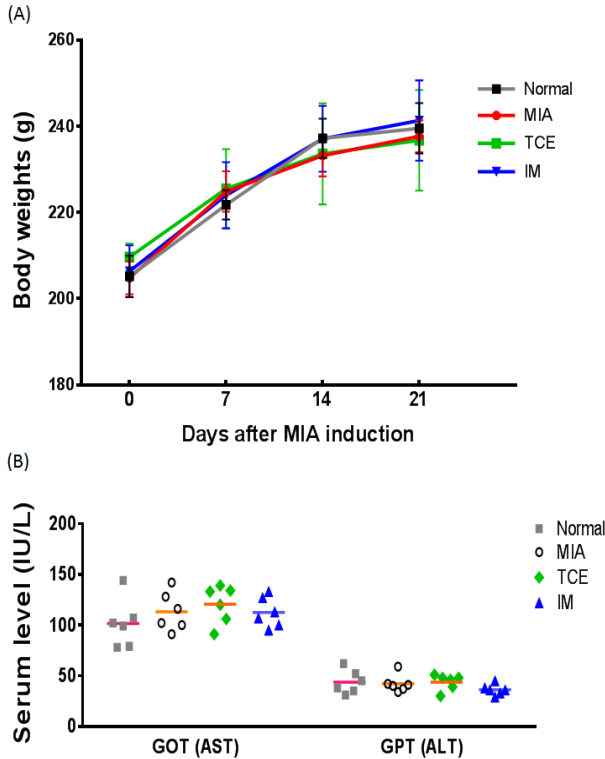 (A)
260
240
220
200
180
Body weights (g)
0 7 14 21
Days after MIA induction
Normal
MIA
TCE
IM
(B)
200
150
100
50
0
Serum level (IU/L)
GOT (AST) GPT (ALT)
Normal
MIA
TCE
IM